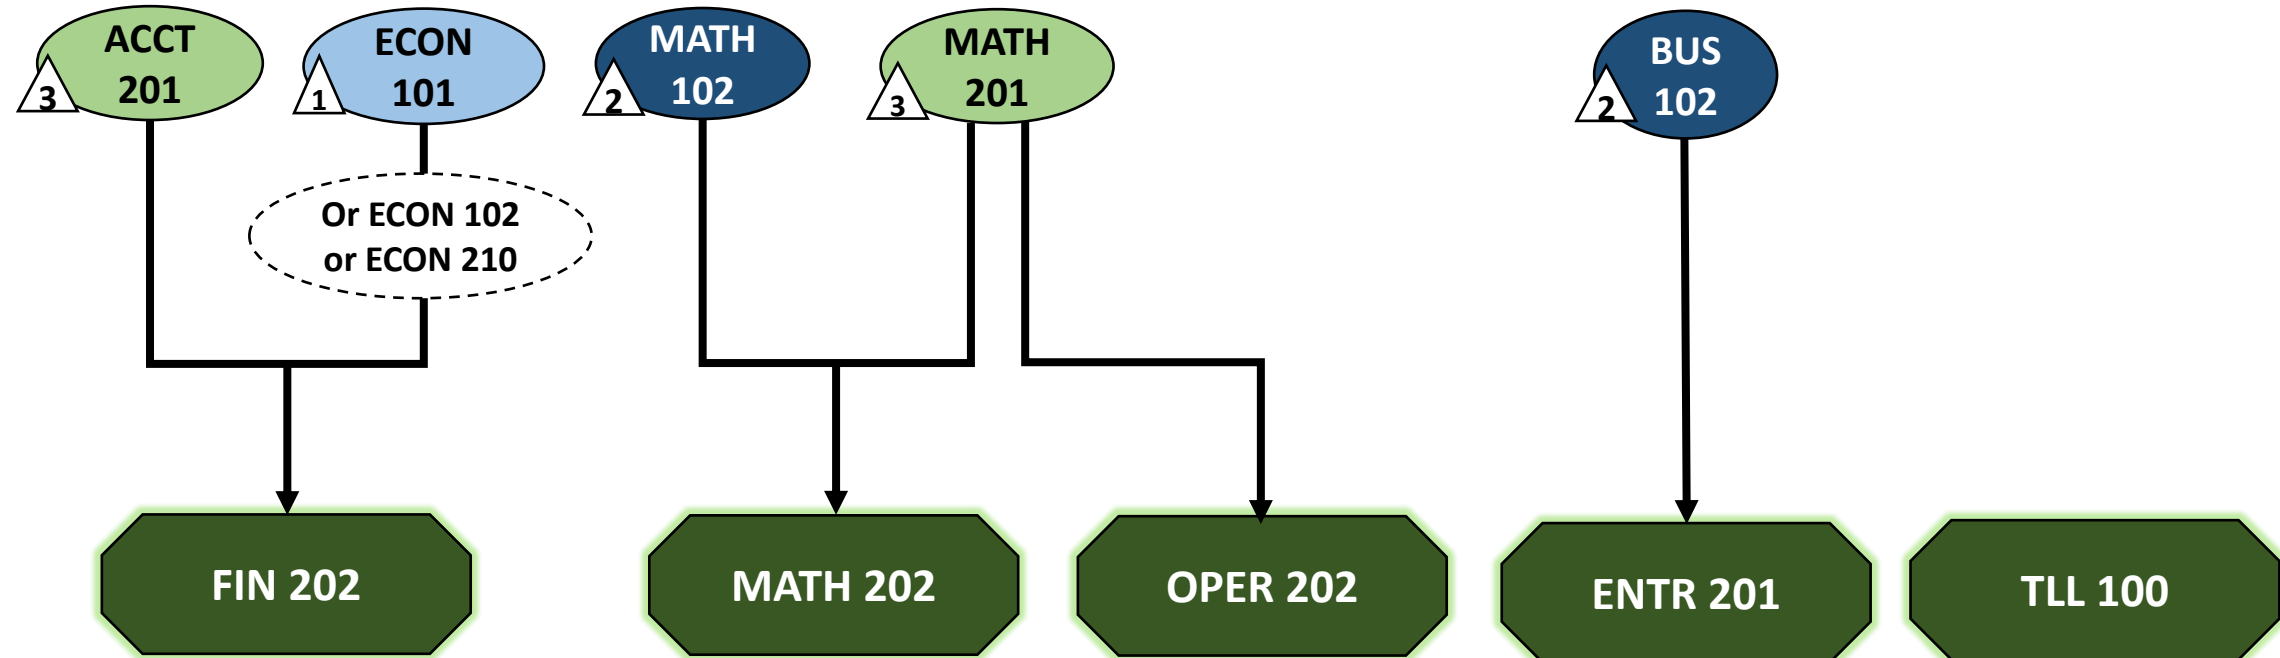 ACCT
201
3
ECON
101
1
MATH
102
2
MATH
201
3
BUS
102
2
Or ECON 102
or ECON 210
FIN 202
MATH 202
OPER 202
ENTR 201
TLL 100